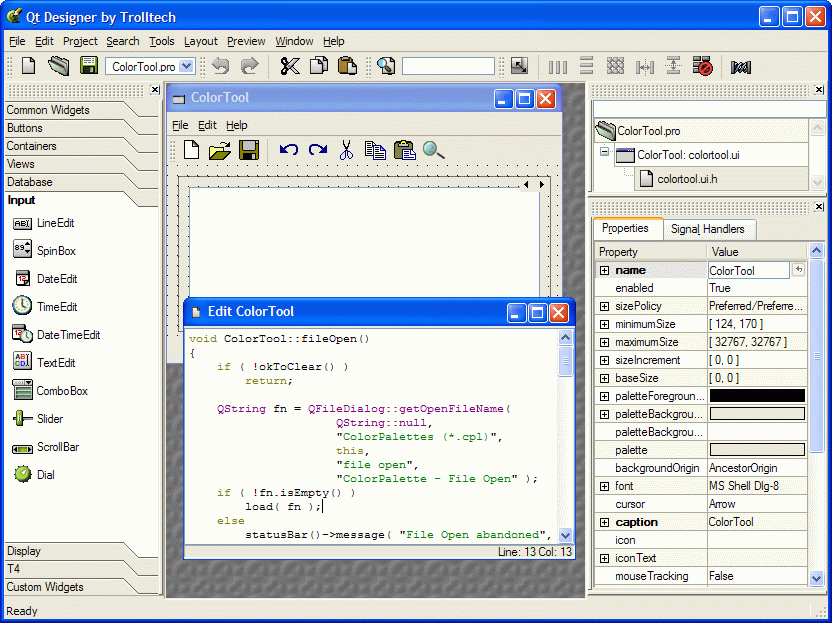 Qt Designer by Trolltech
File Edit Project Search Tools Layout Preview Window Help
ColorTool.pro
Common Widgets
Buttons
Containers
Views
Database
Input
LineEdit
SpinBox
DateEdit
TimeEdit
DateTimeEdit
TextEdit
ComboBox
Slider
ScrollBar
Dial
Display
T4
Custom Widgets
ColorTool
File Edit Help
Edit ColorTool
void ColorTool::fileOpen()
{
if ( !okToClear() )
return;
QString fn = QFileDialog::getOpenFileName(
QString::null,
"ColorPalettes (*.cpl)",
this,
"file open",
"ColorPalette - File Open" );
if ( !fn.isEmpty() )
load( fn );
else
statusBar()->message( "File Open abandoned",
Line: 13 Col: 13
ColorTool.pro
ColorTool: colortool.ui
colortool.ui.h
Properties Signal Handlers
Property Value
name ColorTool
enabled True
sizePolicy Preferred/Preferre...
minimumSize [ 124, 170 ]
maximumSize [ 32767, 32767 ]
sizeIncrement [ 0, 0 ]
baseSize [ 0, 0 ]
paletteForegroun...
paletteBackgrou...
paletteBackgrou...
palette
backgroundOrigin AncestorOrigin
font MS Shell Dlg-8
cursor Arrow
caption ColorTool
icon
iconText
mouseTracking False
Ready